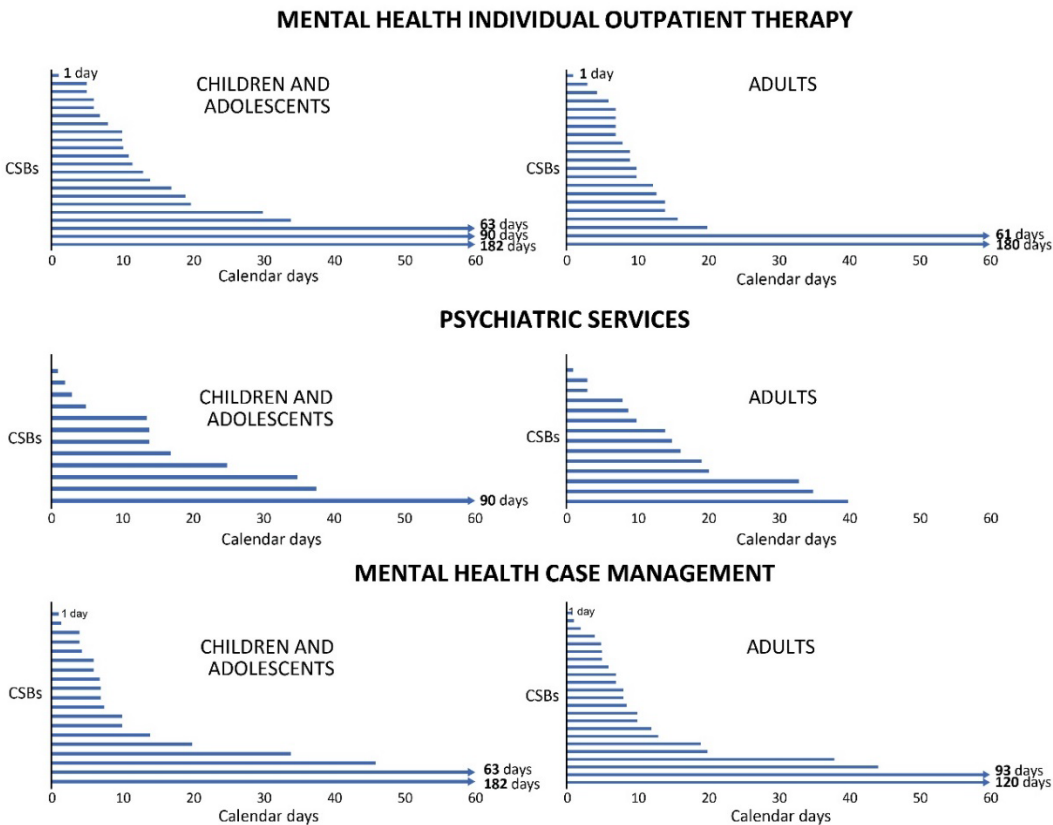 MENTAL HEALTH INDIVIDUAL OUTPATIENT THERAPY
1 day
CHILDREN AND
ADOLESCENTS
CSBs
63 days
90 days
182 days
0 10 20 30 40 50 60
Calendar days
1 day
ADULTS
CSBs
61 days
180 days
0 10 20 30 40 50 60
Calendar days
PSYCHIATRIC SERVICES
CHILDREN AND
ADOLESCENTS
CSBs
90 days
0 10 20 30 40 50 60
Calendar days
ADULTS
CSBs
0 10 20 30 40 50 60
Calendar days
MENTAL HEALTH CASE MANAGEMENT
1 day
CHILDREN AND
ADOLESCENTS
CSBs
63 days
182 days
0 10 20 30 40 50 60
Calendar days
1 day
ADULTS
CSBs
93 days
120 days
0 10 20 30 40 50 60
Calendar days